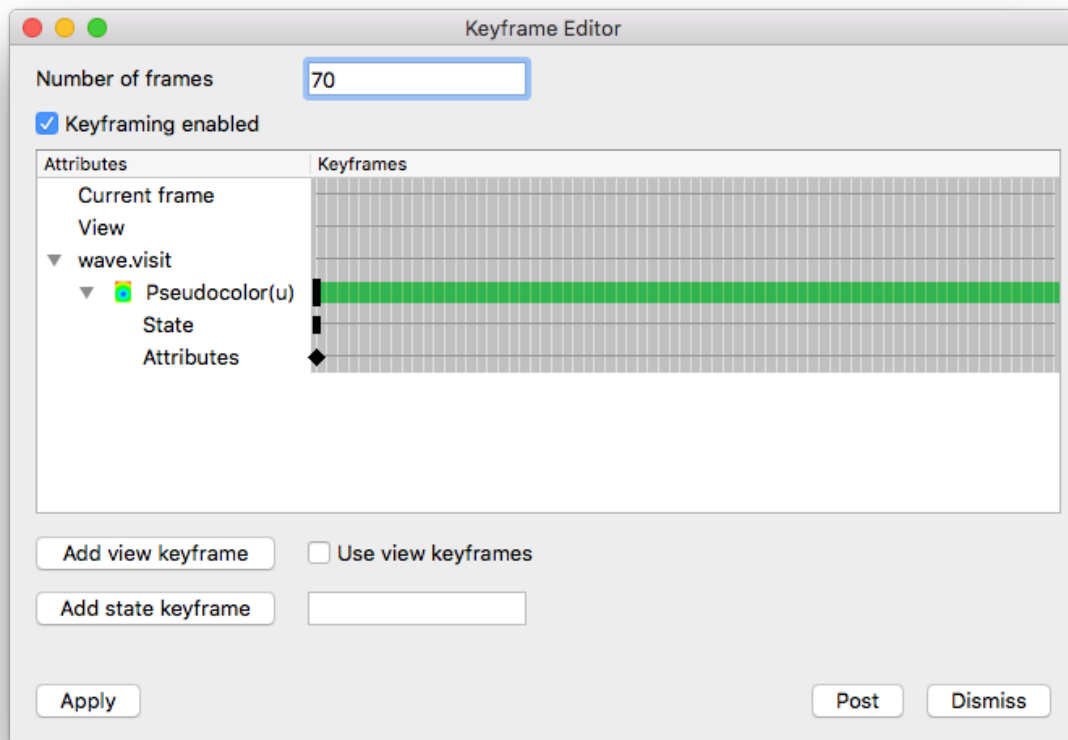 Keyframe Editor
Number of frames 70
Keyframing enabled
Attributes Keyframes
Current frame
View
wave.visit
Pseudocolor(u)
State
Attributes
Add view keyframe Use view keyframes
Add state keyframe
Apply Post Dismiss